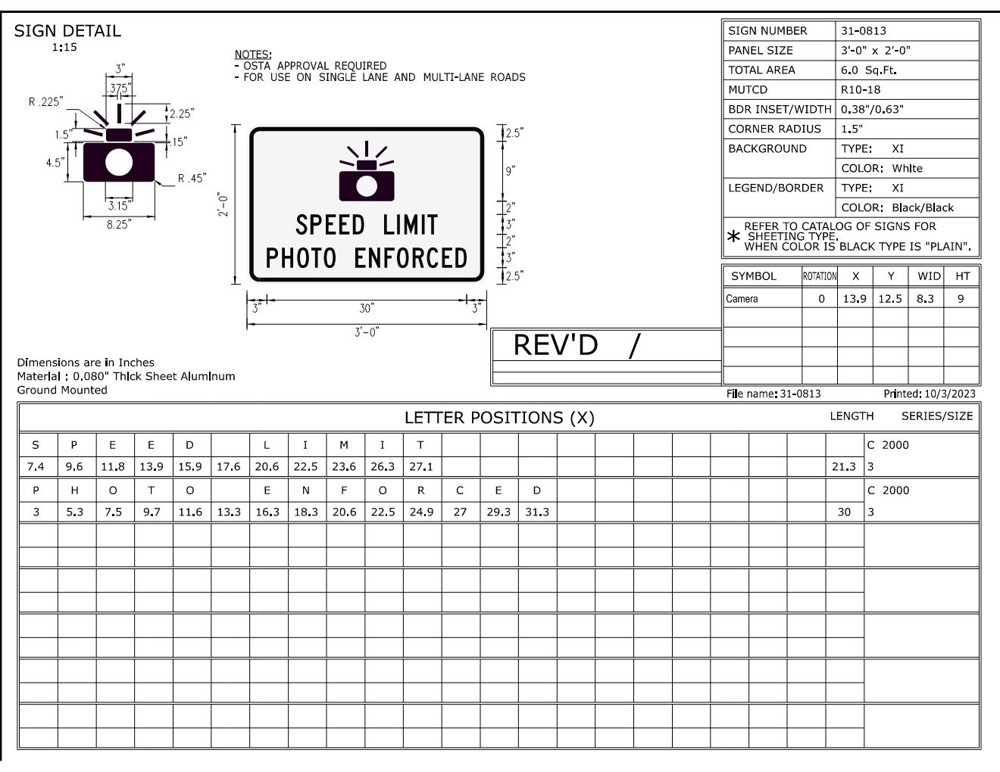 SIGN DETAIL
1:15
3"
.375"
R .225"
2.25"
1.5"
.15"
4.5"
R .45"
3.15"
8.25"
NOTES:
- OSTA APPROVAL REQUIRED
- FOR USE ON SINGLE LANE AND MULTI-LANE ROADS
2'-0"
SPEED LIMIT
PHOTO ENFORCED
2.5"
9"
2"
3"
2"
3"
2.5"
3" 30" 3"
3'-0"
SIGN NUMBER 31-0813
PANEL SIZE 3'-0" x 2'-0"
TOTAL AREA 6.0 Sq.Ft.
MUTCD R10-18
BDR INSET/WIDTH 0.38"/0.63"
CORNER RADIUS 1.5"
BACKGROUND TYPE: XI
COLOR: White
LEGEND/BORDER TYPE: XI
COLOR: Black/Black
* REFER TO CATALOG OF SIGNS FOR
SHEETING TYPE.
WHEN COLOR IS BLACK TYPE IS "PLAIN".
SYMBOL ROTATION X Y WID HT
Camera 0 13.9 12.5 8.3 9
REV'D /
Dimensions are in Inches
Material : 0.080" Thick Sheet Aluminum
Ground Mounted
File name: 31-0813 Printed: 10/3/2023
LETTER POSITIONS (X) LENGTH SERIES/SIZE
S P E E D L I M I T C 2000
7.4 9.6 11.8 13.9 15.9 17.6 20.6 22.5 23.6 26.3 27.1 21.3 3
P H O T O E N F O R C E D C 2000
3 5.3 7.5 9.7 11.6 13.3 16.3 18.3 20.6 22.5 24.9 27 29.3 31.3 30 3